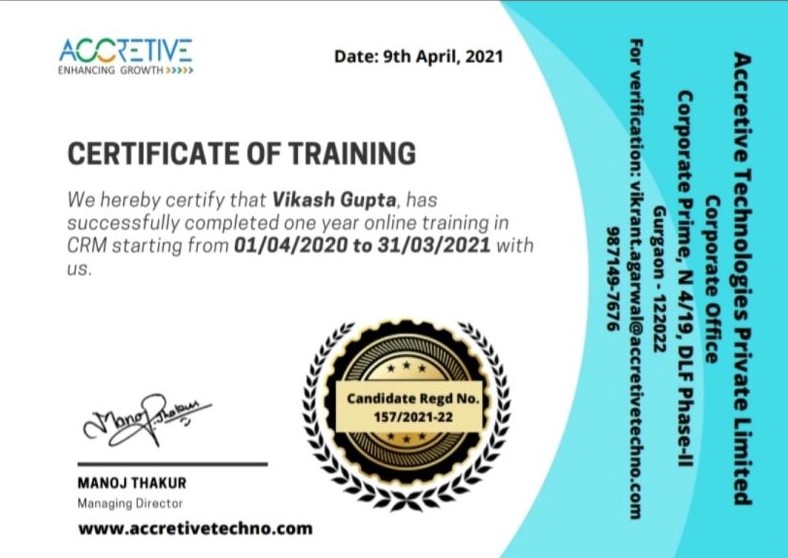 ACCRETIVE
ENHANCING GROWTH >>>>>
Date: 9th April, 2021
CERTIFICATE OF TRAINING
We hereby certify that Vikash Gupta, has
successfully completed one year online training in
CRM starting from 01/04/2020 to 31/03/2021 with
us.
Candidate Regd No.
157/2021-22
Manoj Thakur
MANOJ THAKUR
Managing Director
www.accretivetechno.com
Accretive Technologies Private Limited
Corporate Office
Corporate Prime, N 4/19, DLF Phase-II
Gurgaon - 122022
For verification: vikrant.agarwal@accretivetechno.com
987149-7676